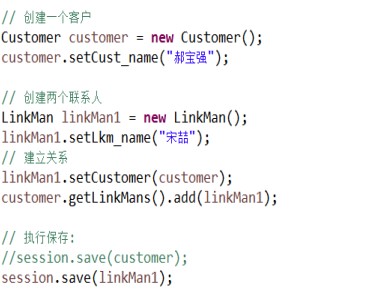 // 创建一个客户
Customer customer = new Customer();
customer.setCust_name("郝宝强");
// 创建两个联系人
LinkMan linkMan1 = new LinkMan();
linkMan1.setLkm_name("宋喆");
// 建立关系
linkMan1.setCustomer(customer);
customer.getLinkMans().add(linkMan1);
// 执行保存:
//session.save(customer);
session.save(linkMan1);